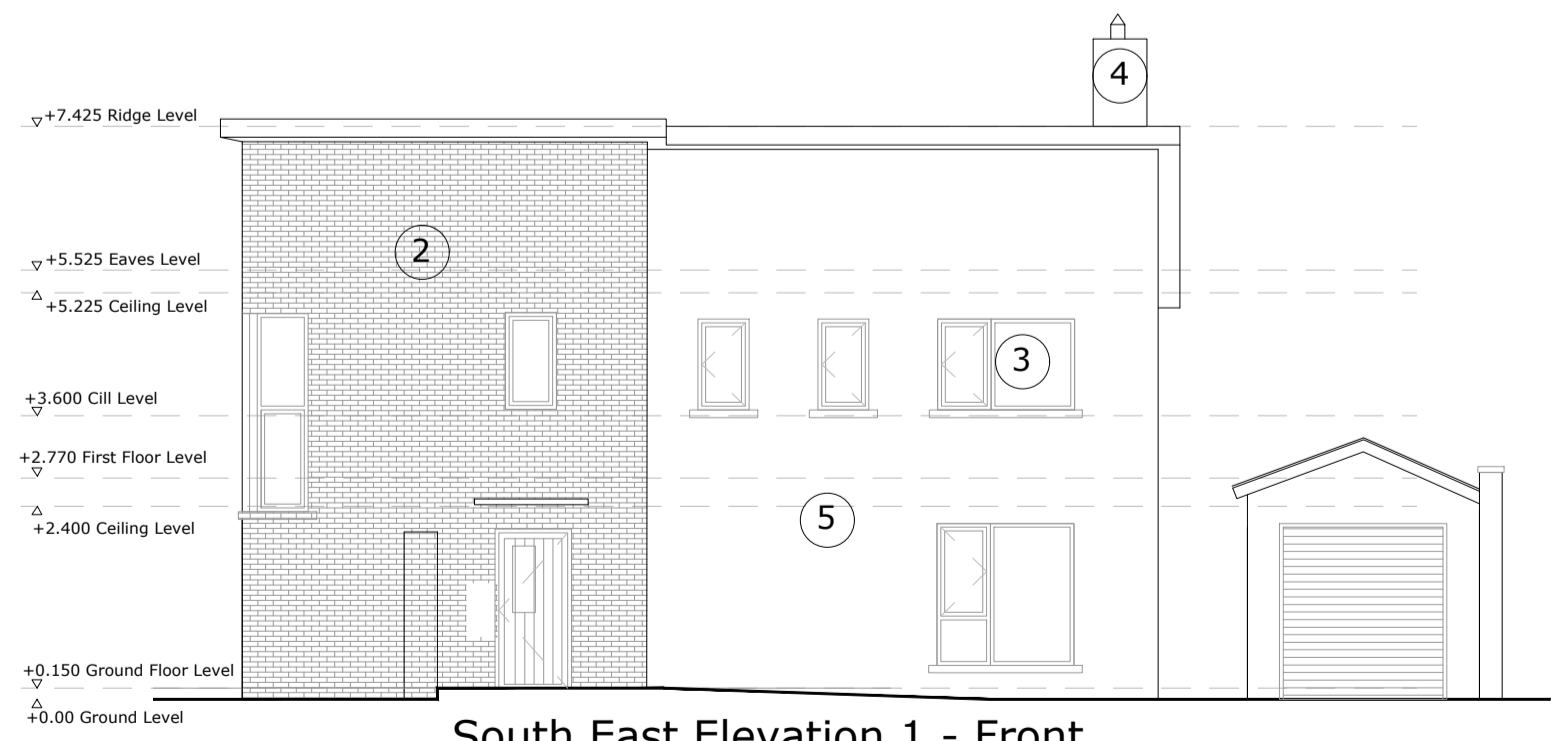 4
+7.425 Ridge Level
2
+5.525 Eaves Level
+5.225 Ceiling Level
3
+3.600 Cill Level
+2.770 First Floor Level
5
+2.400 Ceiling Level
+0.150 Ground Floor Level
+0.00 Ground Level
South East Elevation 1 - Front